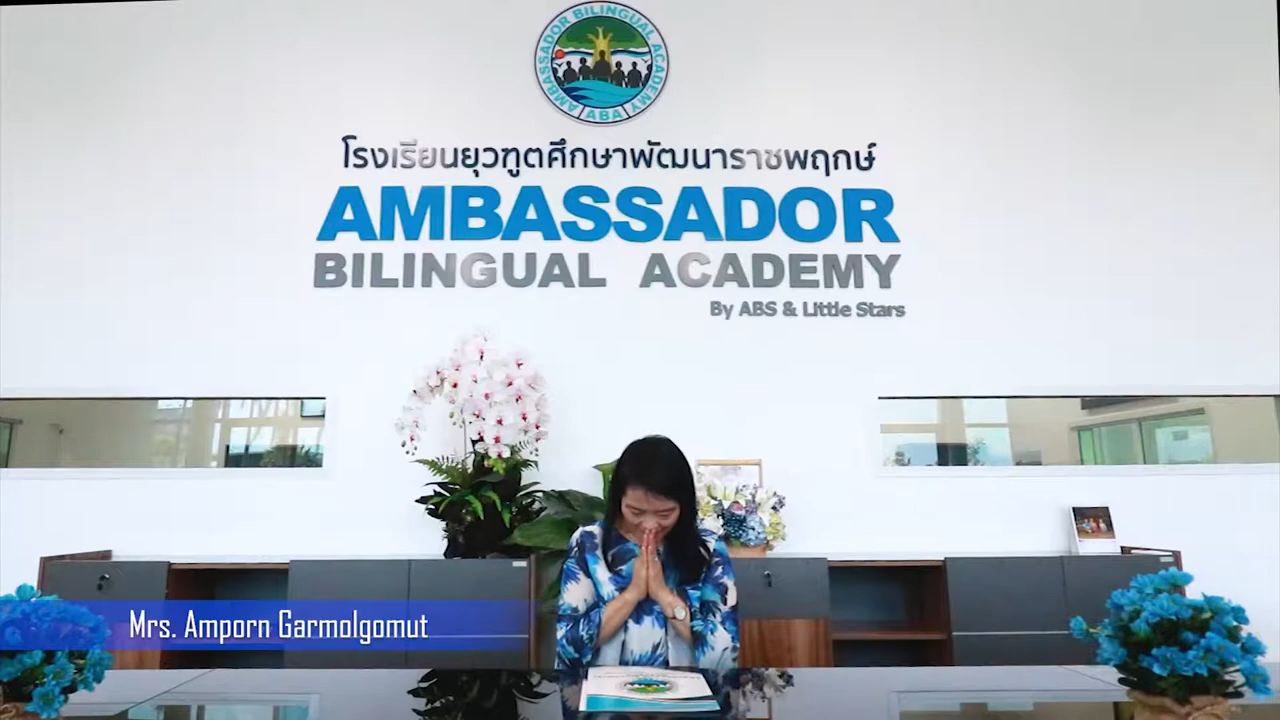 AMBASSADOR BILINGUAL ACADEMY
ABA
โรงเรียนยุวฑูตศึกษาพัฒนาราชพฤกษ์
AMBASSADOR
BILINGUAL ACADEMY
By ABS & Little Stars
Mrs. Amporn Garmolgomut